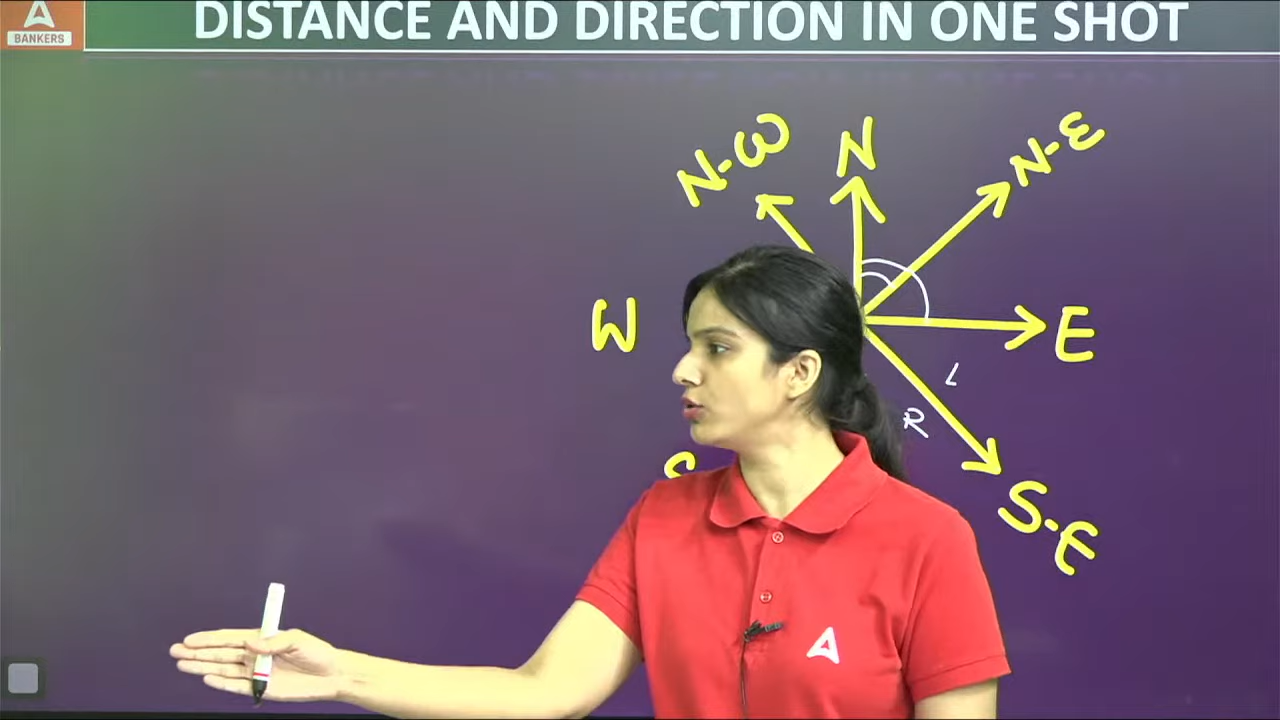 BANKERS
DISTANCE AND DIRECTION IN ONE SHOT
N-W
N
N-E
W
E
L
R
S
S-E